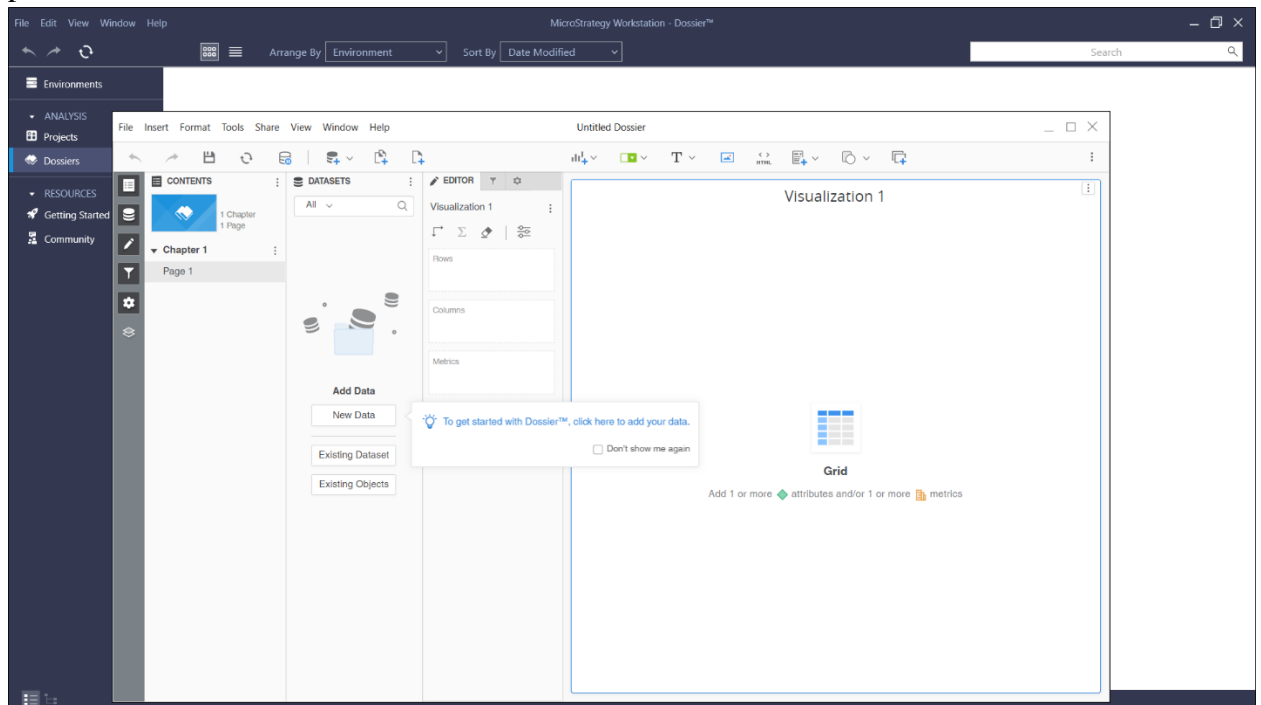 File Edit View Window Help
MicroStrategy Workstation - Dossier™
Arrange By Environment
Sort By Date Modified
Search
Environments
ANALYSIS
Projects
Dossiers
RESOURCES
Getting Started
Community
File Insert Format Tools Share View Window Help
Untitled Dossier
T
< >
HTML
CONTENTS
1 Chapter
1 Page
Chapter 1
Page 1
DATASETS
All
Add Data
New Data
Existing Dataset
Existing Objects
EDITOR
Visualization 1
Σ
Rows
Columns
Metrics
To get started with Dossier™, click here to add your data.
Don't show me again
Visualization 1
Grid
Add 1 or more attributes and/or 1 or more metrics